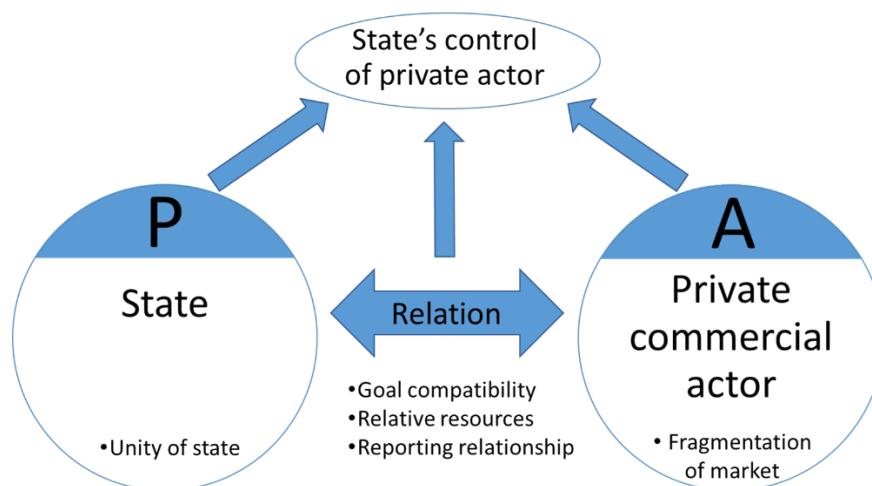 State’s control
of private actor
P
A
State
Relation
Private
commercial
actor
•Goal compatibility
•Relative resources
•Reporting relationship
•Unity of state
• Fragmentation
of market